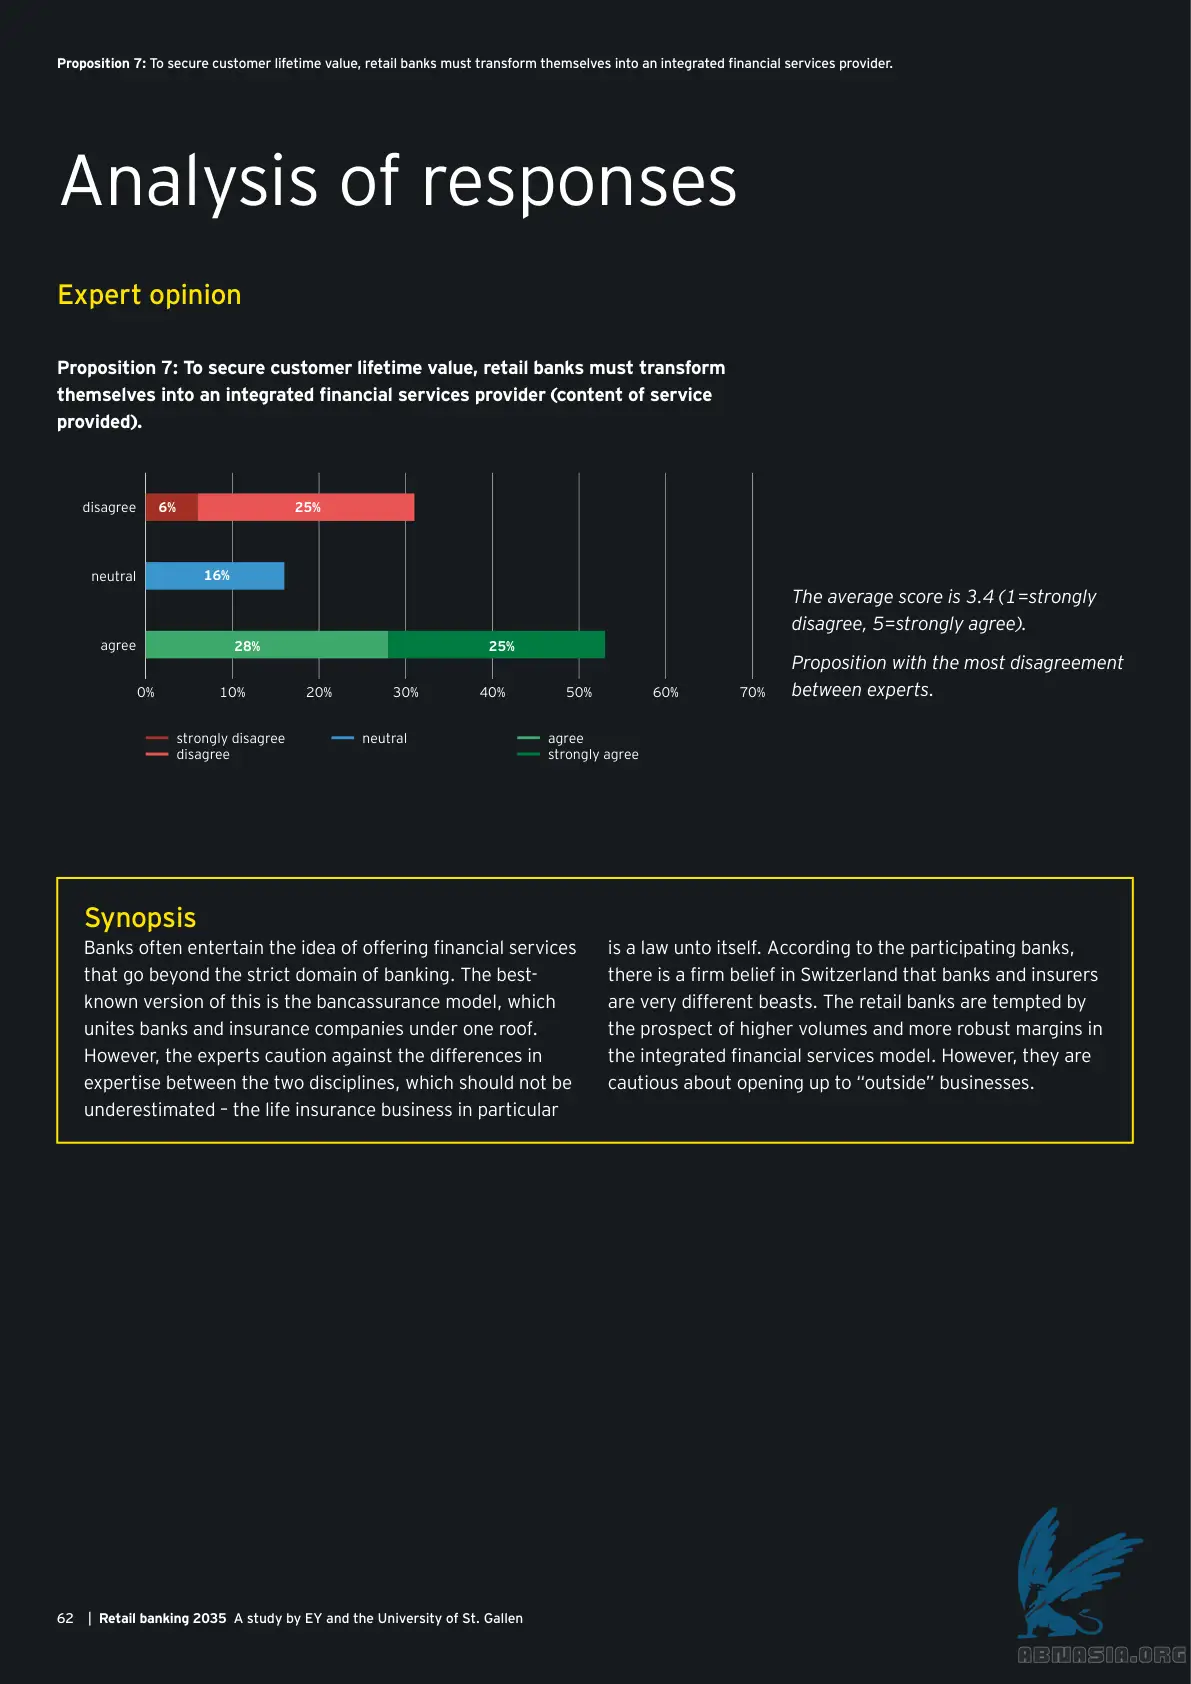 Proposition 7: To secure customer lifetime value, retail banks must transform themselves into an integrated financial services provider.
Analysis of responses
Expert opinion
Proposition 7: To secure customer lifetime value, retail banks must transform
themselves into an integrated financial services provider (content of service
provided).
disagree 6% 25%
neutral 16%
agree 28% 25%
0% 10% 20% 30% 40% 50% 60% 70%
strongly disagree
disagree
neutral
agree
strongly agree
The average score is 3.4 (1=strongly
disagree, 5=strongly agree).
Proposition with the most disagreement
between experts.
Synopsis
Banks often entertain the idea of offering financial services
that go beyond the strict domain of banking. The best-
known version of this is the bancassurance model, which
unites banks and insurance companies under one roof.
However, the experts caution against the differences in
expertise between the two disciplines, which should not be
underestimated – the life insurance business in particular
is a law unto itself. According to the participating banks,
there is a firm belief in Switzerland that banks and insurers
are very different beasts. The retail banks are tempted by
the prospect of higher volumes and more robust margins in
the integrated financial services model. However, they are
cautious about opening up to “outside” businesses.
62 | Retail banking 2035 A study by EY and the University of St. Gallen
ABNASIA.ORG